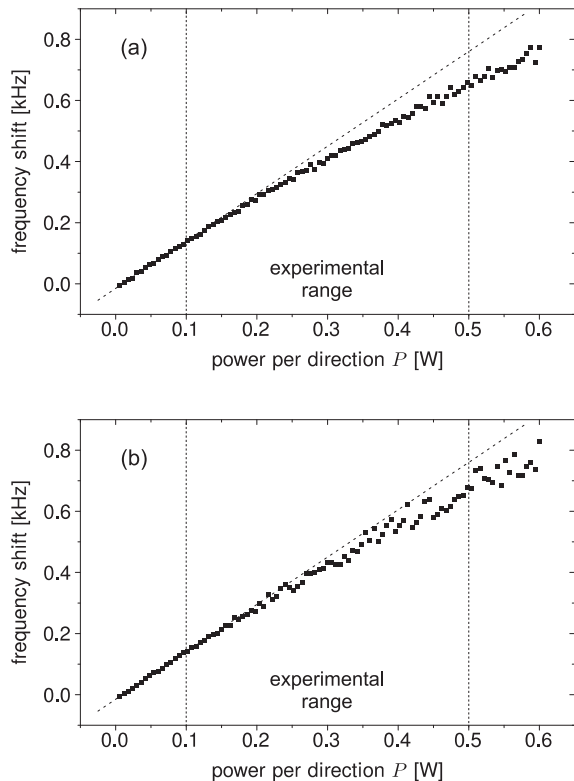 (a)
frequency shift [kHz]
0.8
0.6
0.4
0.2
0.0
experimental
range
0.0 0.1 0.2 0.3 0.4 0.5 0.6
power per direction P [W]
(b)
frequency shift [kHz]
0.8
0.6
0.4
0.2
0.0
experimental
range
0.0 0.1 0.2 0.3 0.4 0.5 0.6
power per direction P [W]